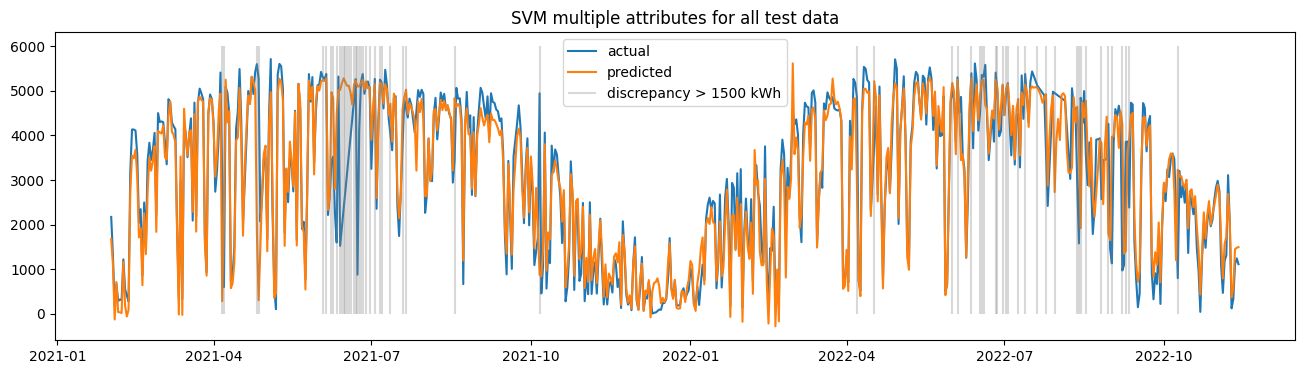 SVM multiple attributes for all test data
actual
predicted
discrepancy > 1500 kWh
6000
5000
4000
3000
2000
1000
0
2021-01 2021-04 2021-07 2021-10 2022-01 2022-04 2022-07 2022-10